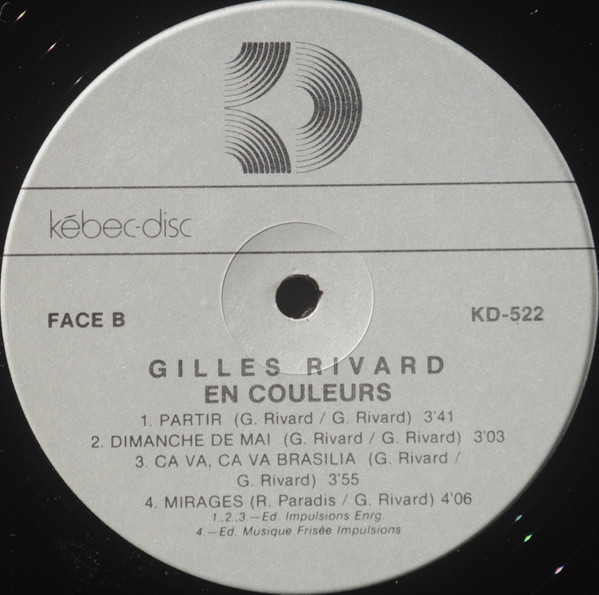 kébec-disc
FACE B
KD-522
GILLES RIVARD
EN COULEURS
1. PARTIR (G. Rivard / G. Rivard) 3'41
2. DIMANCHE DE MAI (G. Rivard / G. Rivard) 3'03
3. CA VA, CA VA BRASILIA (G. Rivard /
G. Rivard) 3'55
4. MIRAGES (R. Paradis / G. Rivard) 4'06
1..2..3.—Ed. Impulsions Enrg
4.—Ed. Musique Frisée Impulsions